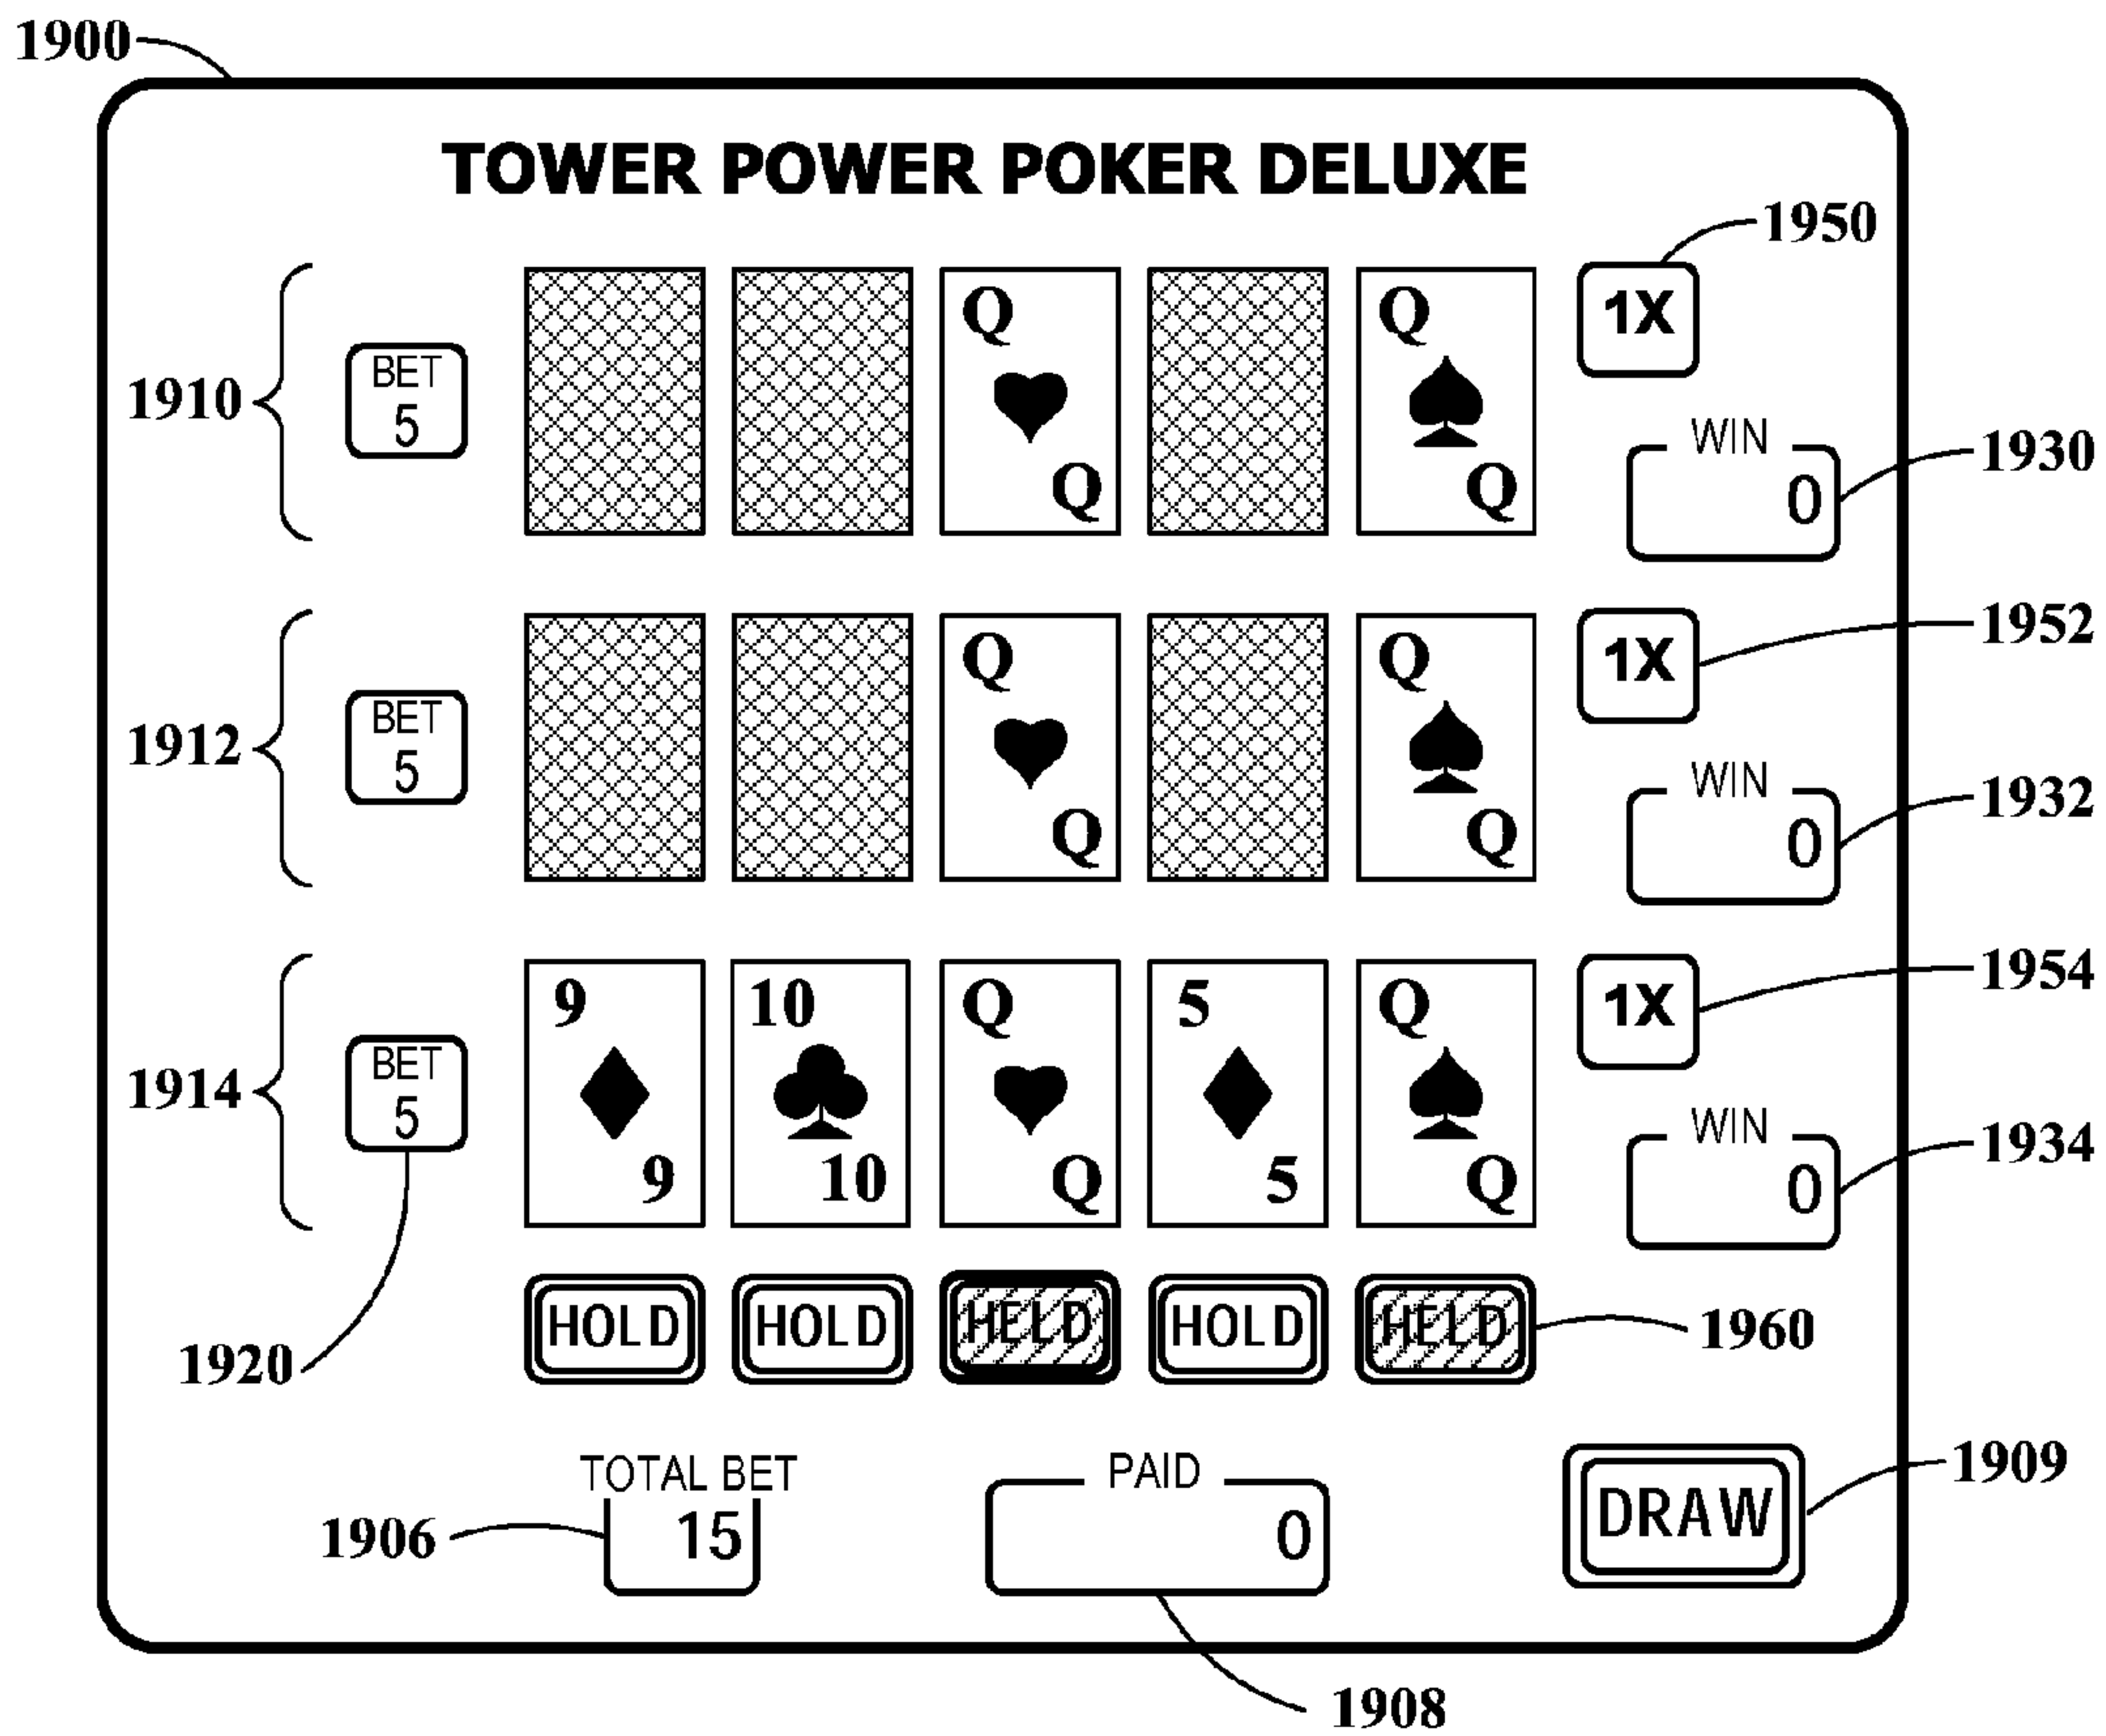 1900
TOWER POWER POKER DELUXE
1950
Q Q 1X
1910
BET
5
WIN
0
1930
Q Q
Q Q 1X
1952
1912
BET
5
WIN
0
1932
Q Q
9 10 Q 5 Q 1X
1954
1914
BET
5
WIN
0
1934
9 10 Q 5 Q
1920
HOLD HOLD HELD HOLD HELD
1960
TOTAL BET
15
1906
PAID
0
DRAW
1909
1908